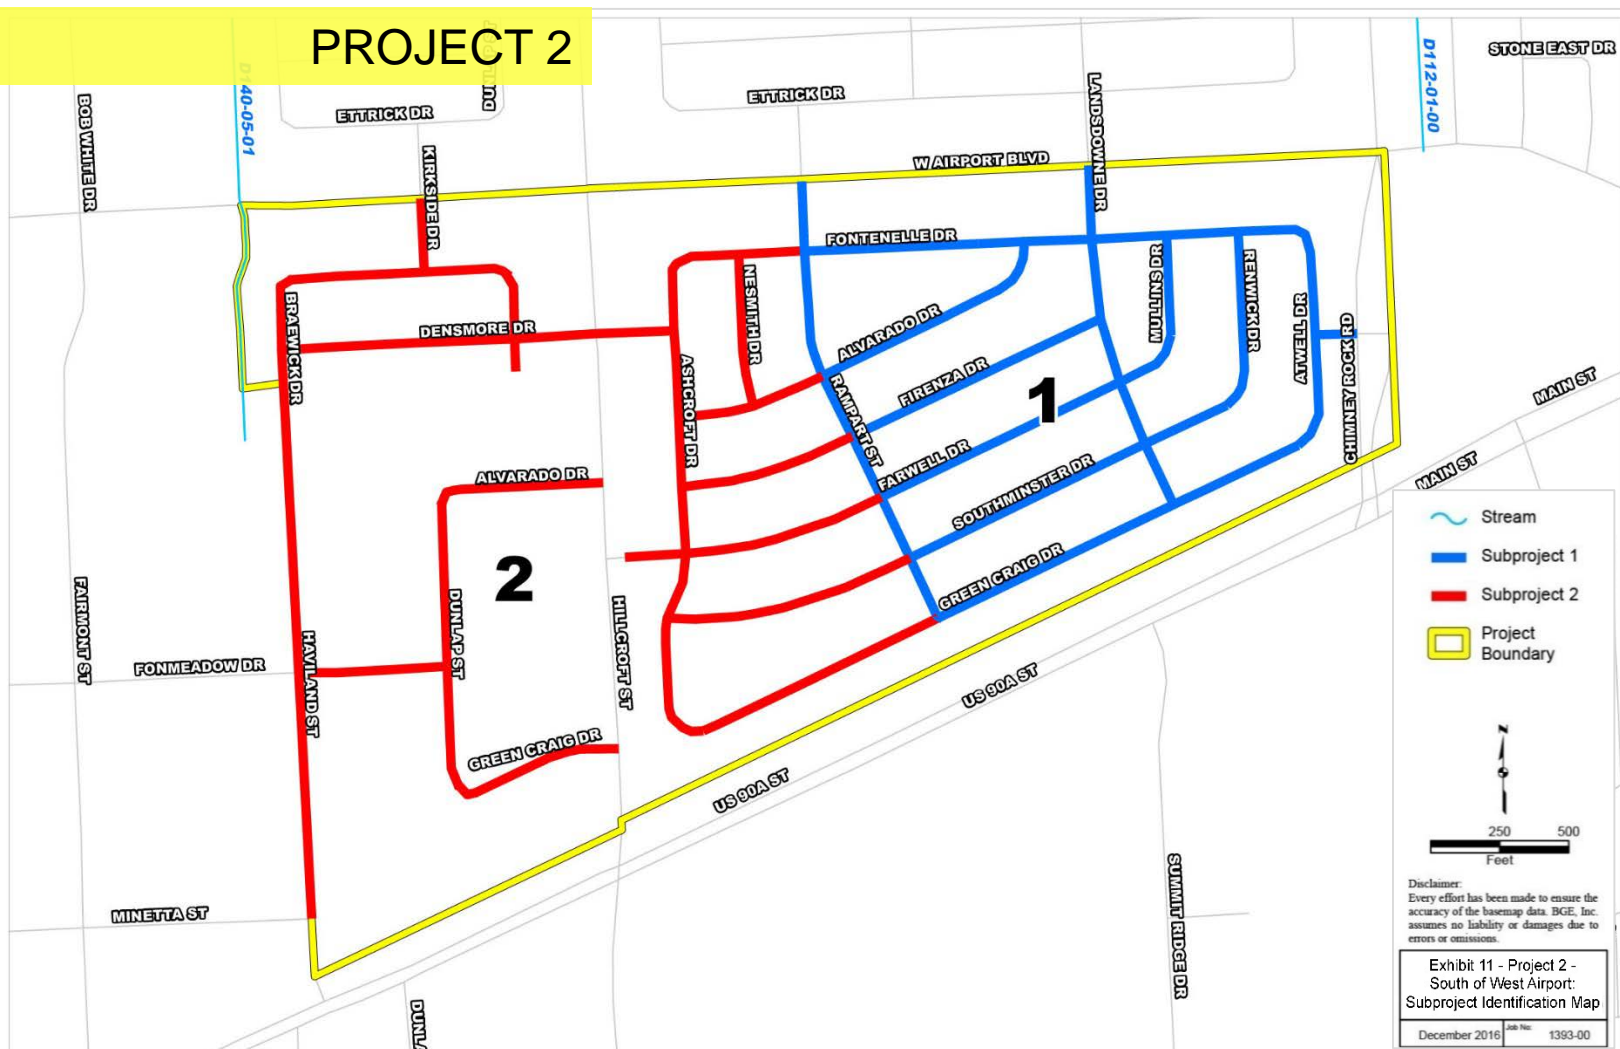 PROJECT 2
D140-05-01
BOB WHITE DR
ETTRICK DR
KIRKSIDE DR
ETTRICK DR
LANDSDOWNE DR
D112-01-00
STONE EAST DR
W AIRPORT BLVD
FONTENELLE DR
NESMITH DR
MULLINS DR
RENWICK DR
ATWELL DR
CHIMNEY ROCK RD
BRAEWICK DR
DENSMORE DR
ASHCROFT DR
ALVARADO DR
FIRENZA DR
RAMPART ST
FARWELL DR
SOUTHMINSTER DR
GREEN CRAIG DR
1
MAIN ST
MAIN ST
ALVARADO DR
2
DUNLAP ST
HILLCROFT ST
FAIRMONT ST
FONMEADOW DR
HAVILAND ST
GREEN CRAIG DR
US 90A ST
US 90A ST
MINETTA ST
SUMMIT RIDGE DR
DUNLA
Stream
Subproject 1
Subproject 2
Project
Boundary
N
250 500
Feet
Disclaimer:
Every effort has been made to ensure the
accuracy of the basemap data. BGE, Inc.
assumes no liability or damages due to
errors or omissions.
Exhibit 11 - Project 2 -
South of West Airport:
Subproject Identification Map
December 2016 Job No: 1393-00